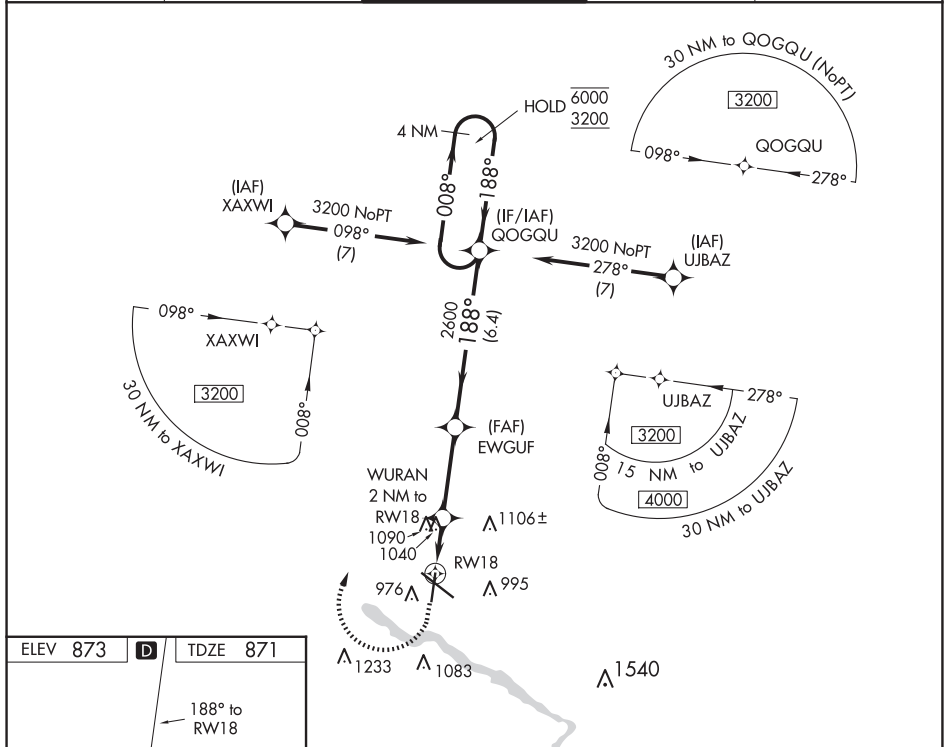 30 NM to QOGQU (NoPT)
3200
QOGQU
098°
278°
HOLD 6000
3200
4 NM
008°
188°
(IAF)
XAXWI
3200 NoPT
098°
(7)
(IF/IAF)
QOGQU
3200 NoPT
278°
(7)
(IAF)
UJBAZ
2600
188°
(6.4)
098°
XAXWI
3200
008°
30 NM to XAXWI
UJBAZ
278°
3200
008°
15 NM to UJBAZ
4000
30 NM to UJBAZ
(FAF)
EWGUF
WURAN
2 NM to
RW18
1090
1040
1106±
RW18
976
995
1233
1083
1540
ELEV 873 D TDZE 871
188° to
RW18